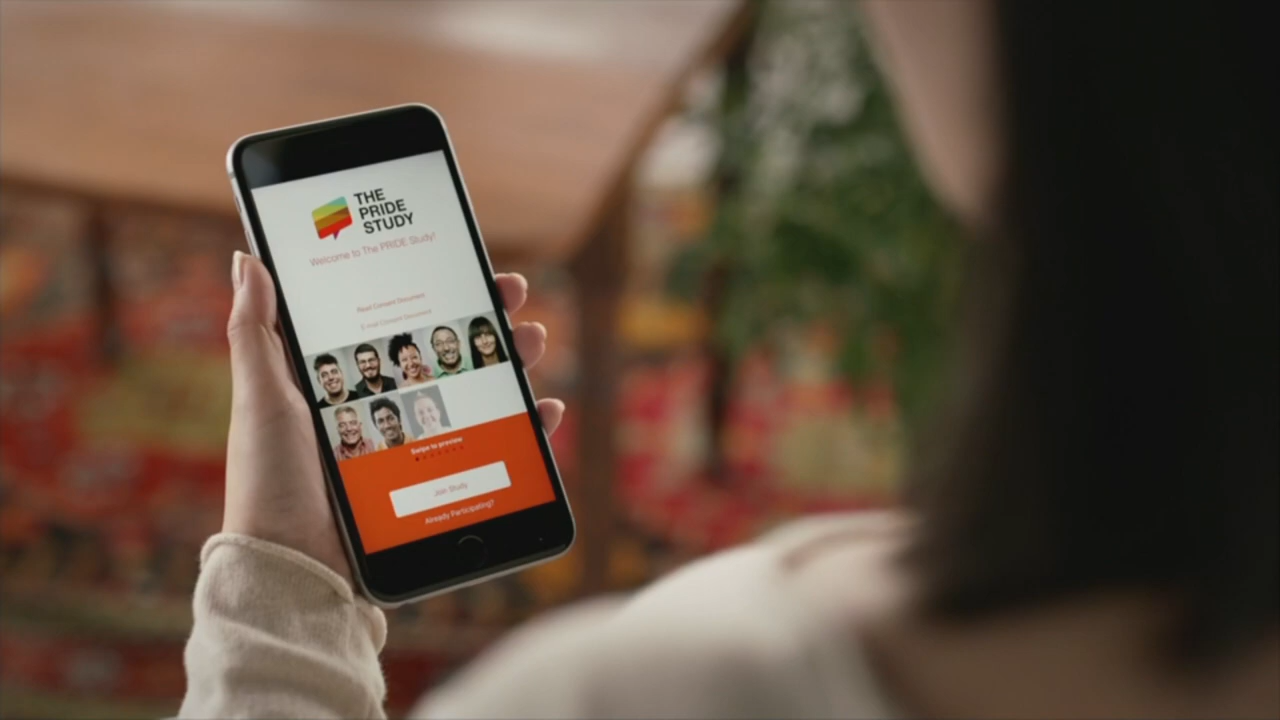 THE
PRIDE
STUDY
Welcome to The PRIDE Study!
Read Consent Document
E-mail Consent Document
Swipe to preview
Join Study
Already Participating?